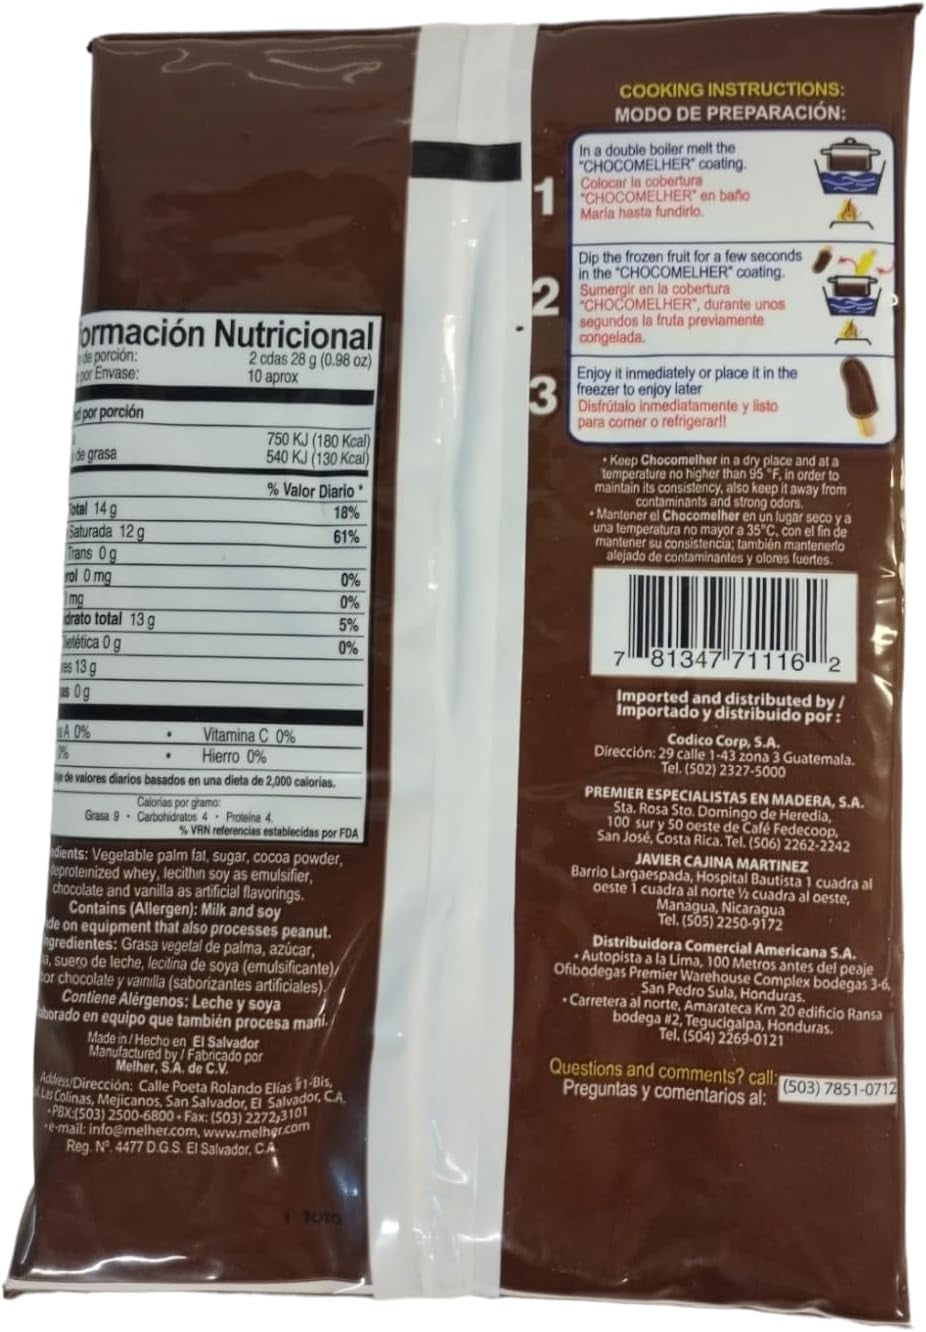 COOKING INSTRUCTIONS:
MODO DE PREPARACIÓN:
1
In a double boiler melt the
"CHOCOMELHER" coating.
Colocar la cobertura
"CHOCOMELHER" en baño
María hasta fundirlo.
2
Dip the frozen fruit for a few seconds
in the "CHOCOMELHER" coating.
Sumergir en la cobertura
"CHOCOMELHER", durante unos
segundos la fruta previamente
congelada.
3
Enjoy it inmediately or place it in the
freezer to enjoy later
Disfrútalo inmediatamente y listo
para comer o refrigerar!!
• Keep Chocomelher in a dry place and at a
temperature no higher than 95 °F, in order to
maintain its consistency, also keep it away from
contaminants and strong odors.
• Mantener el Chocomelher en un lugar seco y a
una temperatura no mayor a 35°C, con el fin de
mantener su consistencia; también mantenerlo
alejado de contaminantes y olores fuertes.
7 81347 71116 2
Imported and distributed by /
Importado y distribuido por :
Codico Corp, S.A.
Dirección: 29 calle 1-43 zona 3 Guatemala.
Tel. (502) 2327-5000
PREMIER ESPECIALISTAS EN MADERA, S.A.
Sta. Rosa Sto. Domingo de Heredia,
100 sur y 50 oeste de Café Fedecoop,
San José, Costa Rica. Tel. (506) 2262-2242
JAVIER CAJINA MARTINEZ
Barrio Largaespada, Hospital Bautista 1 cuadra al
oeste 1 cuadra al norte ½ cuadra al oeste,
Managua, Nicaragua
Tel. (505) 2250-9172
Distribuidora Comercial Americana S.A.
• Autopista a la Lima, 100 Metros antes del peaje
Ofibodegas Premier Warehouse Complex bodegas 3-6,
San Pedro Sula, Honduras.
• Carretera al norte, Amarateca Km 20 edificio Ransa
bodega #2, Tegucigalpa, Honduras.
Tel. (504) 2269-0121
Questions and comments? call:
Preguntas y comentarios al:
(503) 7851-0712
ormación Nutricional
de porción: 2 cdas 28 g (0.98 oz)
por Envase: 10 aprox
por porción
750 KJ (180 Kcal)
de grasa 540 KJ (130 Kcal)
% Valor Diario *
otal 14 g 18%
Saturada 12 g 61%
Trans 0 g
rol 0 mg 0%
mg 0%
drato total 13 g 5%
ietética 0 g 0%
es 13 g
as 0 g
A 0% • Vitamina C 0%
% • Hierro 0%
de valores diarios basados en una dieta de 2,000 calorías.
Calorías por gramo:
Grasa 9 • Carbohidratos 4 • Proteína 4.
% VRN referencias establecidas por FDA
dients: Vegetable palm fat, sugar, cocoa powder,
deproteinized whey, lecithin soy as emulsifier,
chocolate and vanilla as artificial flavorings.
Contains (Allergen): Milk and soy
de on equipment that also processes peanut.
ngredientes: Grasa vegetal de palma, azúcar,
suero de leche, lecitina de soya (emulsificante),
or chocolate y vainilla (saborizantes artificiales).
Contiene Alérgenos: Leche y soya
borado en equipo que también procesa maní.
Made in / Hecho en El Salvador
Manufactured by / Fabricado por
Melher, S.A. de C.V.
Address/Dirección: Calle Poeta Rolando Elías #1-Bis,
Las Colinas, Mejicanos, San Salvador, El Salvador, C.A.
• PBX:(503) 2500-6800 • Fax: (503) 2272-3101
• e-mail: info@melher.com, www.melher.com
Reg. Nº. 4477 D.G.S. El Salvador, C.A.